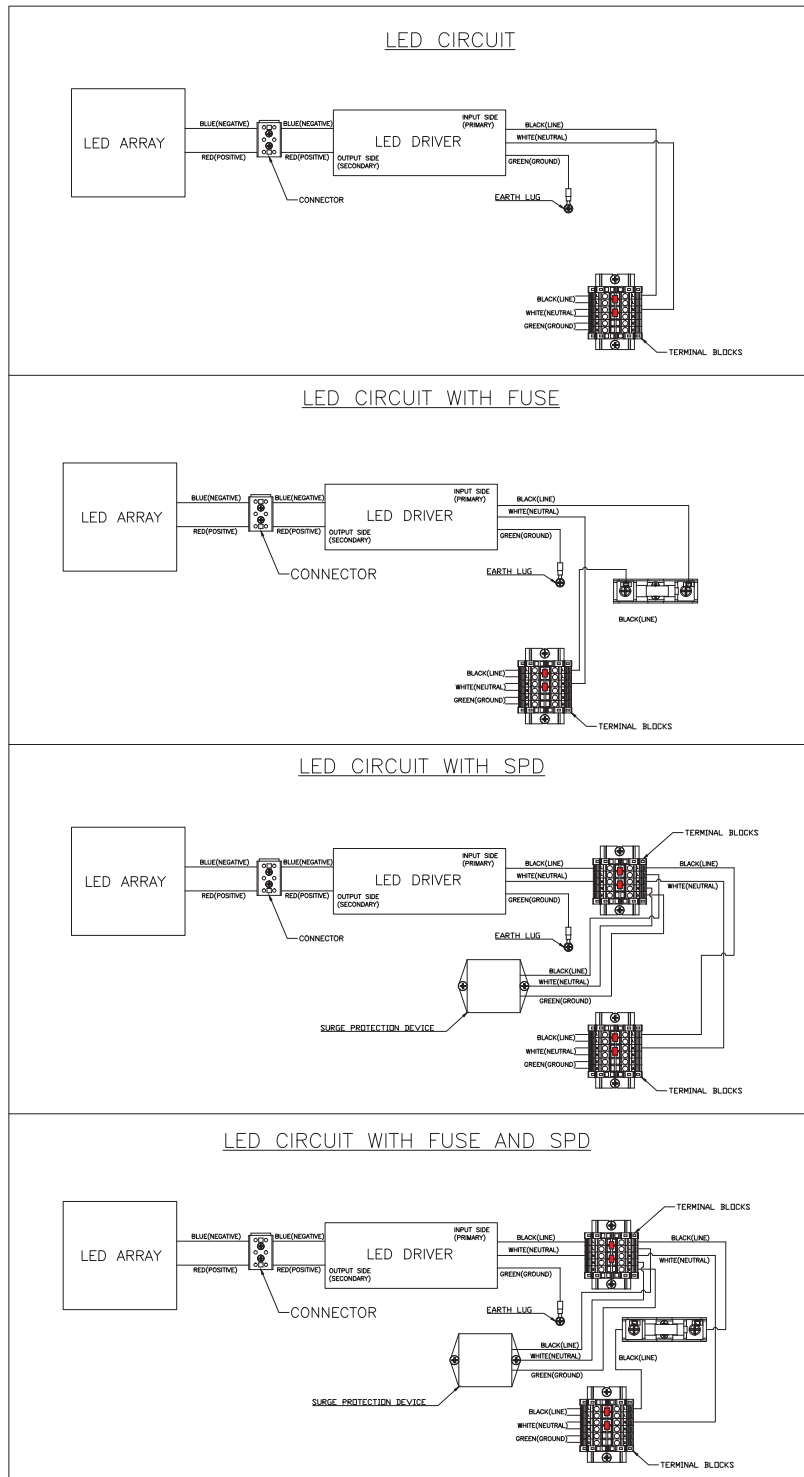 LED CIRCUIT
LED ARRAY
BLUE(NEGATIVE)
RED(POSITIVE)
CONNECTOR
BLUE(NEGATIVE)
RED(POSITIVE)
INPUT SIDE
(PRIMARY)
LED DRIVER
OUTPUT SIDE
(SECONDARY)
BLACK(LINE)
WHITE(NEUTRAL)
GREEN(GROUND)
EARTH LUG
BLACK(LINE)
WHITE(NEUTRAL)
GREEN(GROUND)
TERMINAL BLOCKS
LED CIRCUIT WITH FUSE
LED ARRAY
BLUE(NEGATIVE)
RED(POSITIVE)
CONNECTOR
BLUE(NEGATIVE)
RED(POSITIVE)
INPUT SIDE
(PRIMARY)
LED DRIVER
OUTPUT SIDE
(SECONDARY)
BLACK(LINE)
WHITE(NEUTRAL)
GREEN(GROUND)
EARTH LUG
BLACK(LINE)
BLACK(LINE)
WHITE(NEUTRAL)
GREEN(GROUND)
TERMINAL BLOCKS
LED CIRCUIT WITH SPD
LED ARRAY
BLUE(NEGATIVE)
RED(POSITIVE)
CONNECTOR
BLUE(NEGATIVE)
RED(POSITIVE)
INPUT SIDE
(PRIMARY)
LED DRIVER
OUTPUT SIDE
(SECONDARY)
BLACK(LINE)
WHITE(NEUTRAL)
GREEN(GROUND)
EARTH LUG
TERMINAL BLOCKS
BLACK(LINE)
WHITE(NEUTRAL)
BLACK(LINE)
WHITE(NEUTRAL)
GREEN(GROUND)
SURGE PROTECTION DEVICE
BLACK(LINE)
WHITE(NEUTRAL)
GREEN(GROUND)
TERMINAL BLOCKS
LED CIRCUIT WITH FUSE AND SPD
LED ARRAY
BLUE(NEGATIVE)
RED(POSITIVE)
CONNECTOR
BLUE(NEGATIVE)
RED(POSITIVE)
INPUT SIDE
(PRIMARY)
LED DRIVER
OUTPUT SIDE
(SECONDARY)
BLACK(LINE)
WHITE(NEUTRAL)
GREEN(GROUND)
EARTH LUG
TERMINAL BLOCKS
BLACK(LINE)
WHITE(NEUTRAL)
BLACK(LINE)
WHITE(NEUTRAL)
GREEN(GROUND)
BLACK(LINE)
SURGE PROTECTION DEVICE
BLACK(LINE)
WHITE(NEUTRAL)
GREEN(GROUND)
TERMINAL BLOCKS